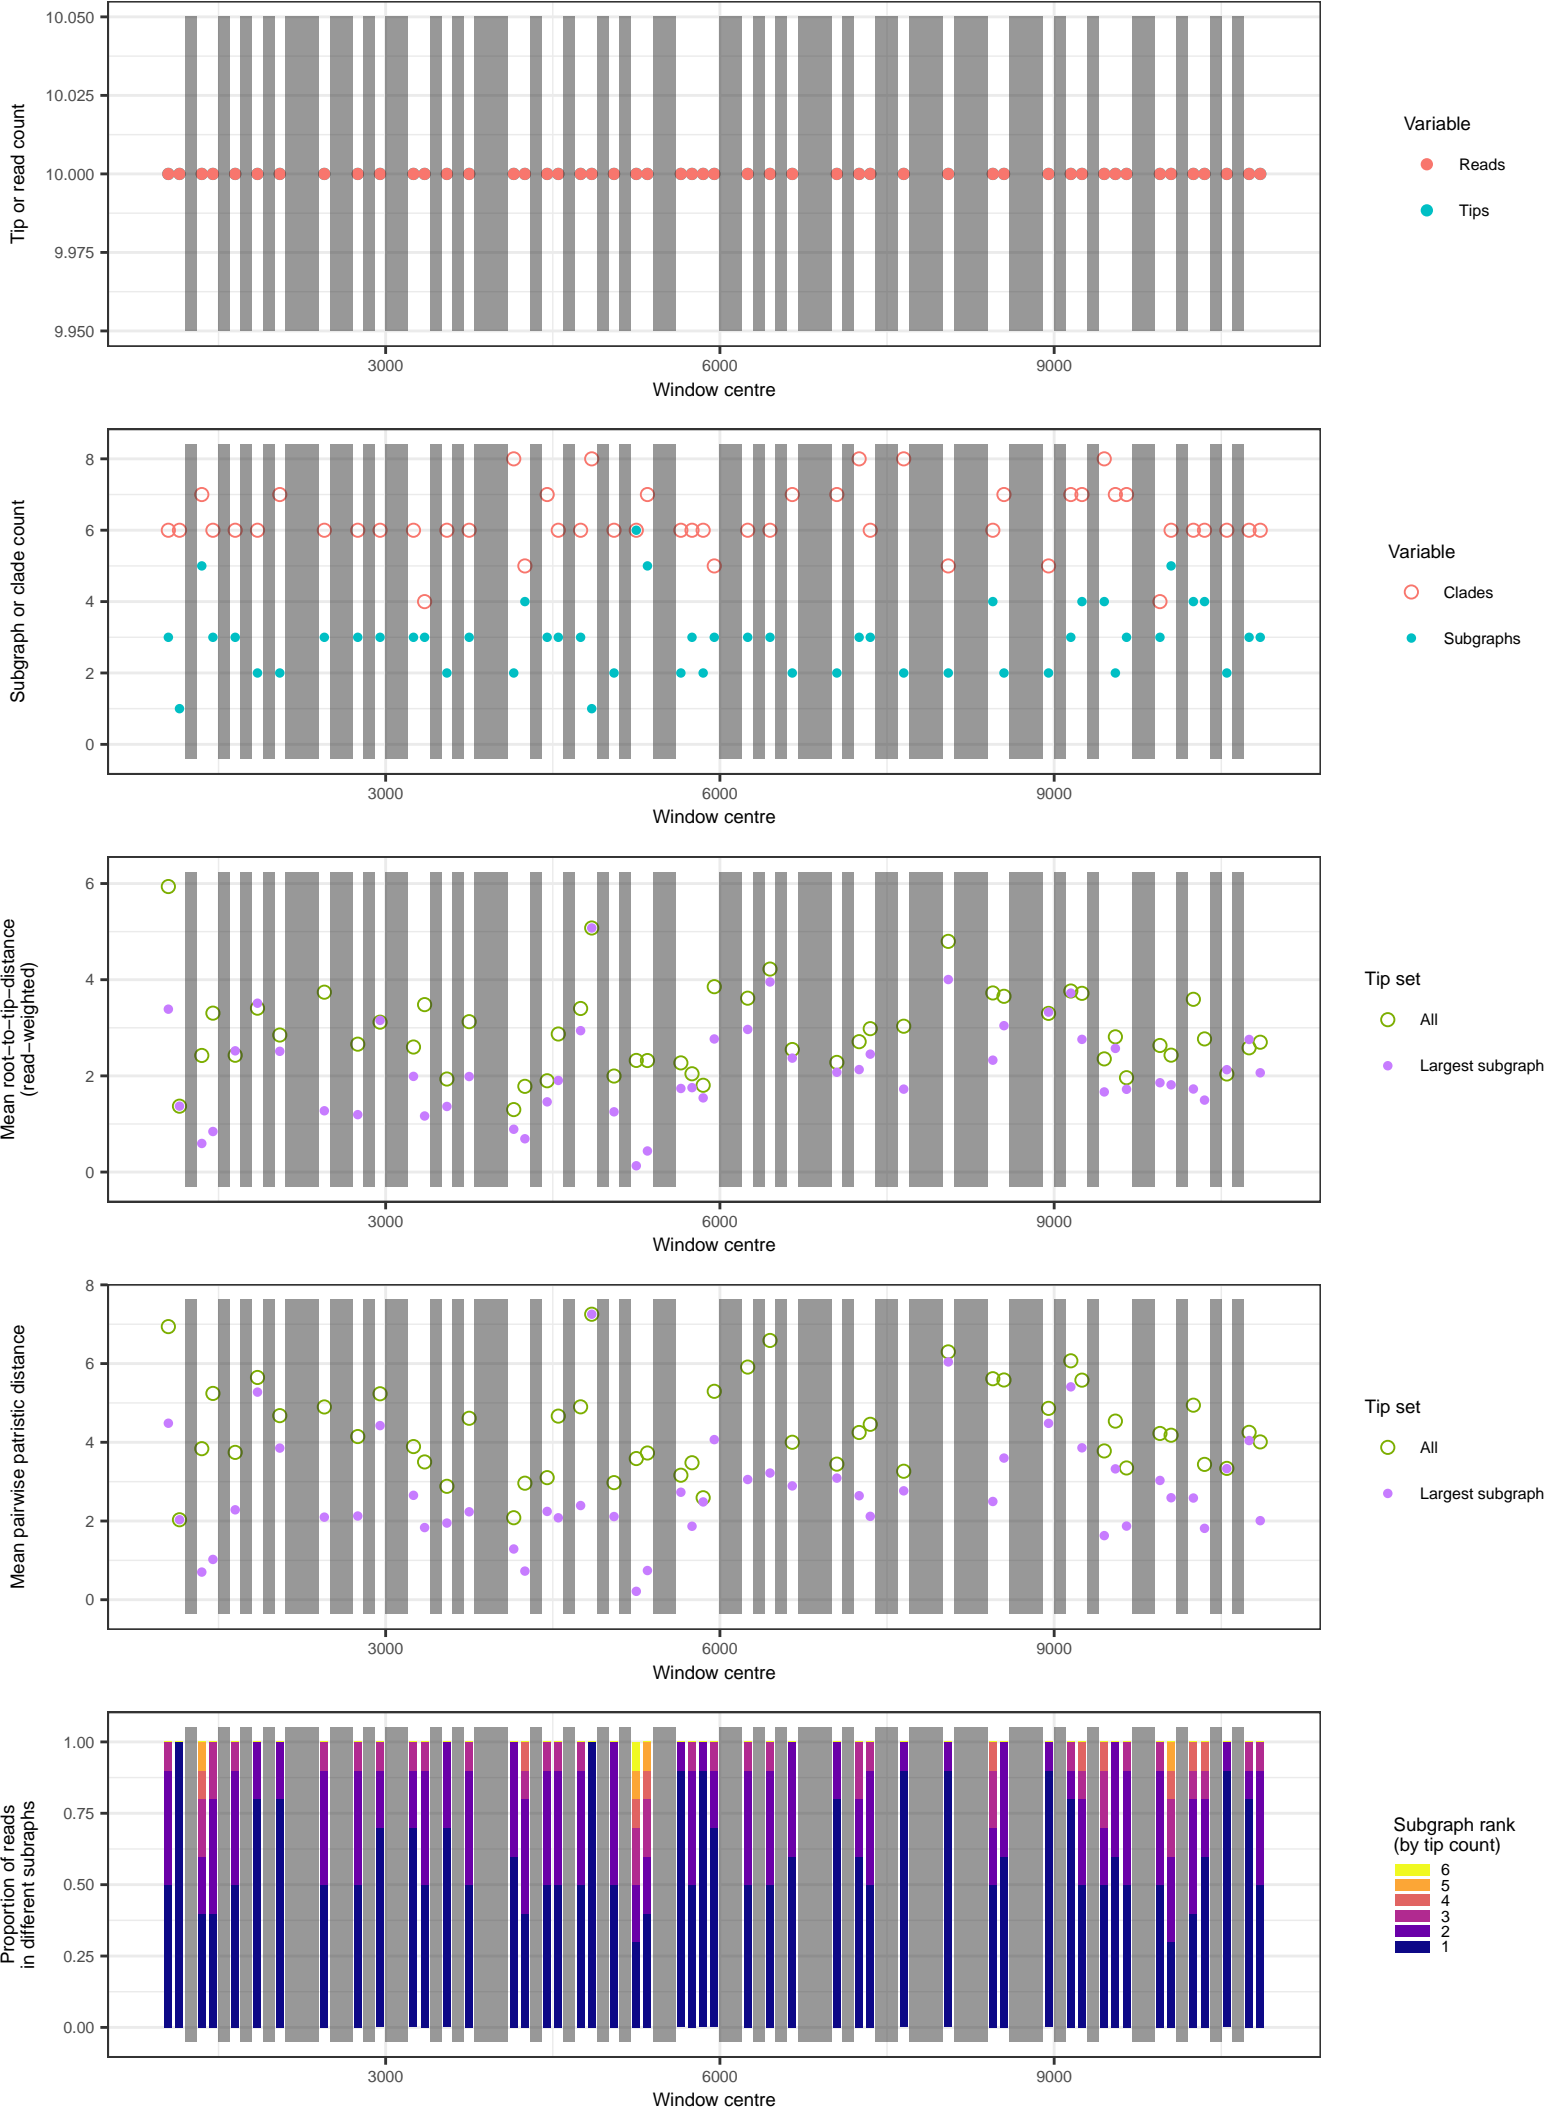 10.050
10.025
10.000
9.975
9.950
Tip or read count
3000
6000
9000
Window centre
Variable
Reads
Tips
8
6
4
2
0
Subgraph or clade count
3000
6000
9000
Window centre
Variable
Clades
Subgraphs
6
4
2
0
Mean root−to−tip−distance
(read−weighted)
3000
6000
9000
Window centre
Tip set
All
Largest subgraph
8
6
4
2
0
Mean pairwise patristic distance
3000
6000
9000
Window centre
Tip set
All
Largest subgraph
1.00
0.75
0.50
0.25
0.00
Proportion of reads
in different subraphs
3000
6000
9000
Window centre
Subgraph rank
(by tip count)
6
5
4
3
2
1